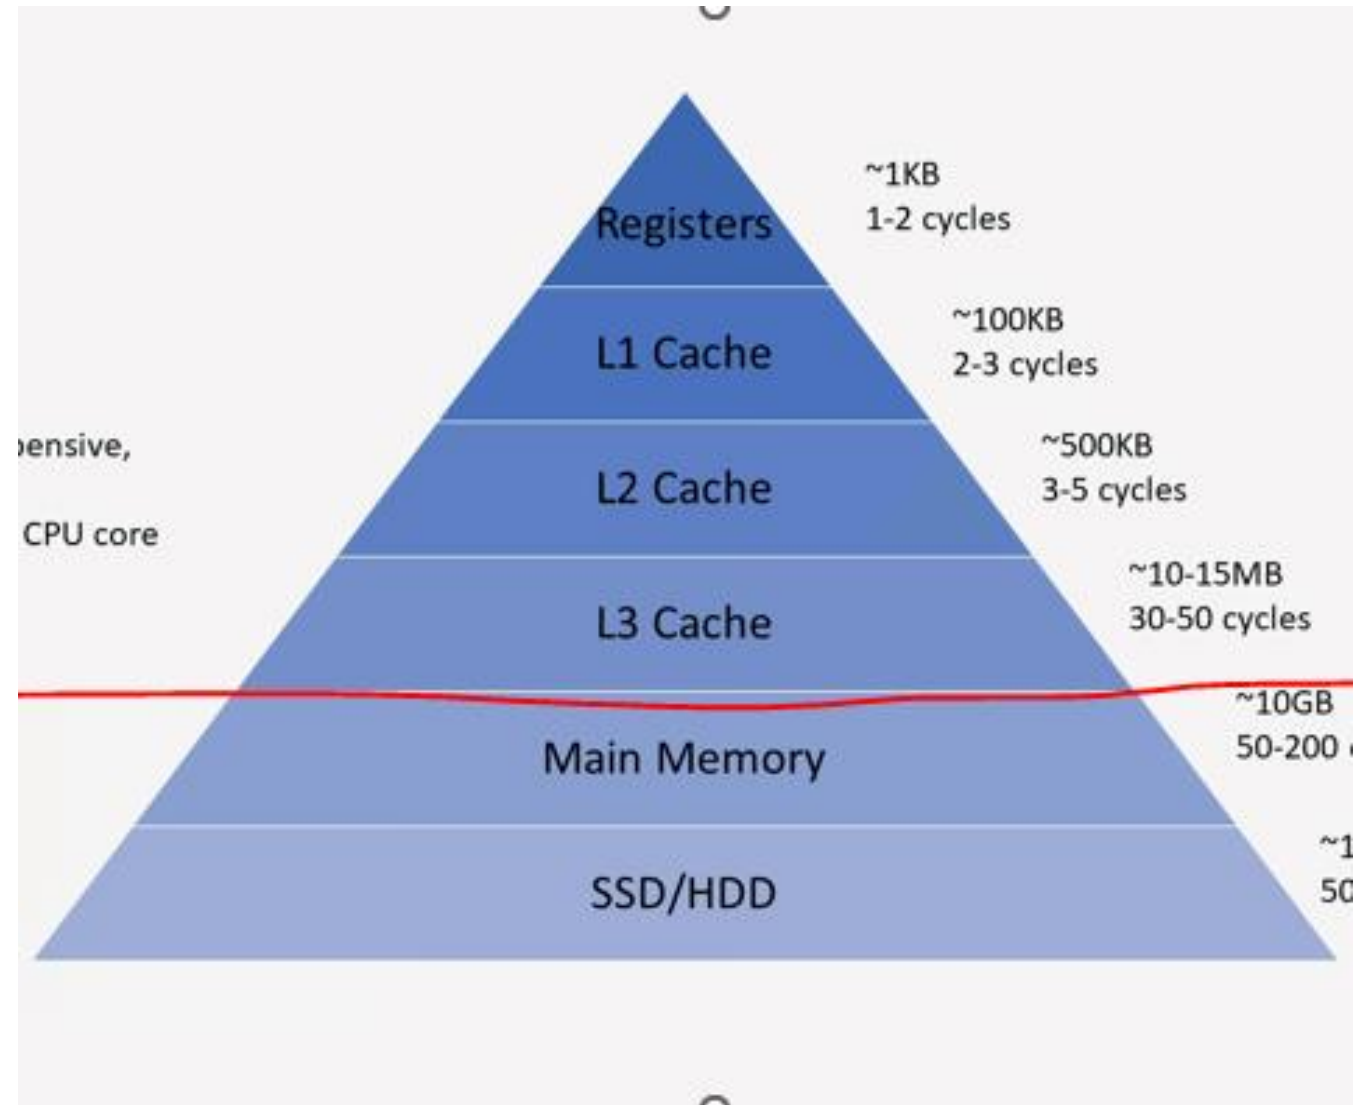 Registers
~1KB
1-2 cycles
L1 Cache
~100KB
2-3 cycles
L2 Cache
~500KB
3-5 cycles
CPU core
L3 Cache
~10-15MB
30-50 cycles
Main Memory
~10GB
50-200
SSD/HDD